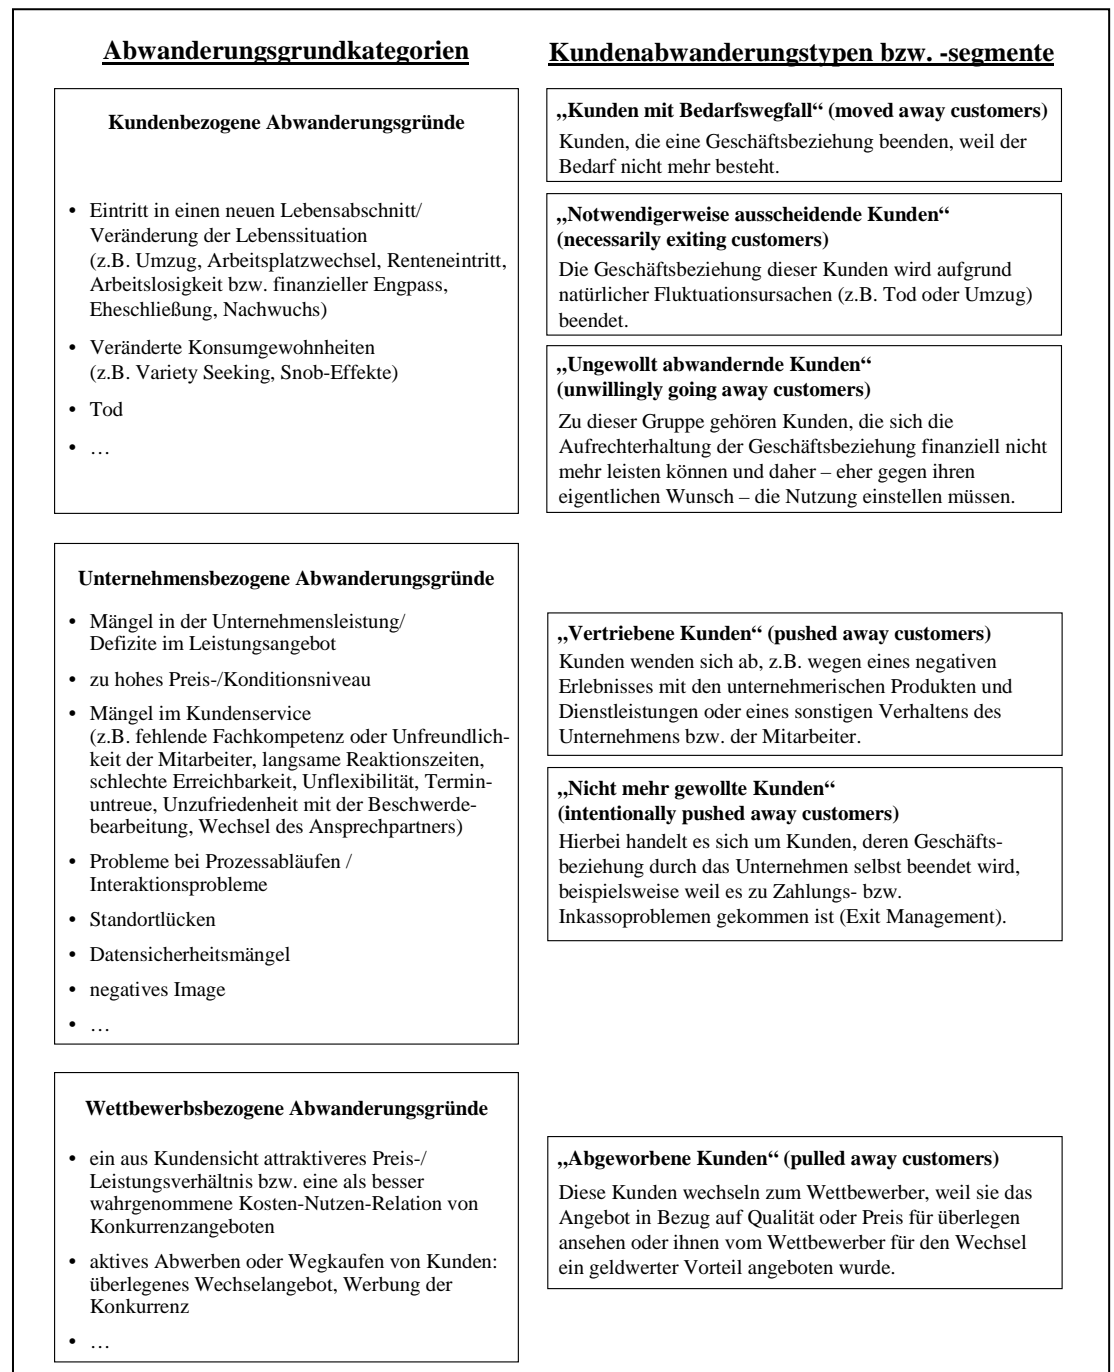 Abwanderungsgrundkategorien
Kundenabwanderungstypen bzw. -segmente
Kundenbezogene Abwanderungsgründe
• Eintritt in einen neuen Lebensabschnitt/
Veränderung der Lebenssituation
(z.B. Umzug, Arbeitsplatzwechsel, Renteneintritt,
Arbeitslosigkeit bzw. finanzieller Engpass,
Eheschließung, Nachwuchs)
• Veränderte Konsumgewohnheiten
(z.B. Variety Seeking, Snob-Effekte)
• Tod
• …
„Kunden mit Bedarfswegfall“ (moved away customers)
Kunden, die eine Geschäftsbeziehung beenden, weil der
Bedarf nicht mehr besteht.
„Notwendigerweise ausscheidende Kunden“
(necessarily exiting customers)
Die Geschäftsbeziehung dieser Kunden wird aufgrund
natürlicher Fluktuationsursachen (z.B. Tod oder Umzug)
beendet.
„Ungewollt abwandernde Kunden“
(unwillingly going away customers)
Zu dieser Gruppe gehören Kunden, die sich die
Aufrechterhaltung der Geschäftsbeziehung finanziell nicht
mehr leisten können und daher – eher gegen ihren
eigentlichen Wunsch – die Nutzung einstellen müssen.
Unternehmensbezogene Abwanderungsgründe
• Mängel in der Unternehmensleistung/
Defizite im Leistungsangebot
• zu hohes Preis-/Konditionsniveau
• Mängel im Kundenservice
(z.B. fehlende Fachkompetenz oder Unfreundlich-
keit der Mitarbeiter, langsame Reaktionszeiten,
schlechte Erreichbarkeit, Unflexibilität, Termin-
untreue, Unzufriedenheit mit der Beschwerde-
bearbeitung, Wechsel des Ansprechpartners)
• Probleme bei Prozessabläufen /
Interaktionsprobleme
• Standortlücken
• Datensicherheitsmängel
• negatives Image
• …
„Vertriebene Kunden“ (pushed away customers)
Kunden wenden sich ab, z.B. wegen eines negativen
Erlebnisses mit den unternehmerischen Produkten und
Dienstleistungen oder eines sonstigen Verhaltens des
Unternehmens bzw. der Mitarbeiter.
„Nicht mehr gewollte Kunden“
(intentionally pushed away customers)
Hierbei handelt es sich um Kunden, deren Geschäfts-
beziehung durch das Unternehmen selbst beendet wird,
beispielsweise weil es zu Zahlungs- bzw.
Inkassoproblemen gekommen ist (Exit Management).
Wettbewerbsbezogene Abwanderungsgründe
• ein aus Kundensicht attraktiveres Preis-/
Leistungsverhältnis bzw. eine als besser
wahrgenommene Kosten-Nutzen-Relation von
Konkurrenzangeboten
• aktives Abwerben oder Wegkaufen von Kunden:
überlegenes Wechselangebot, Werbung der
Konkurrenz
• …
„Abgeworbene Kunden“ (pulled away customers)
Diese Kunden wechseln zum Wettbewerber, weil sie das
Angebot in Bezug auf Qualität oder Preis für überlegen
ansehen oder ihnen vom Wettbewerber für den Wechsel
ein geldwerter Vorteil angeboten wurde.